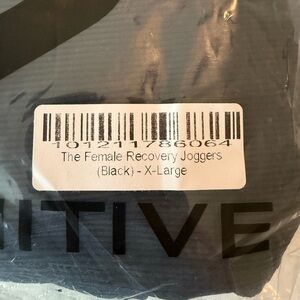 101211786064
The Female Recovery Joggers
(Black) - X-Large
ITIVE